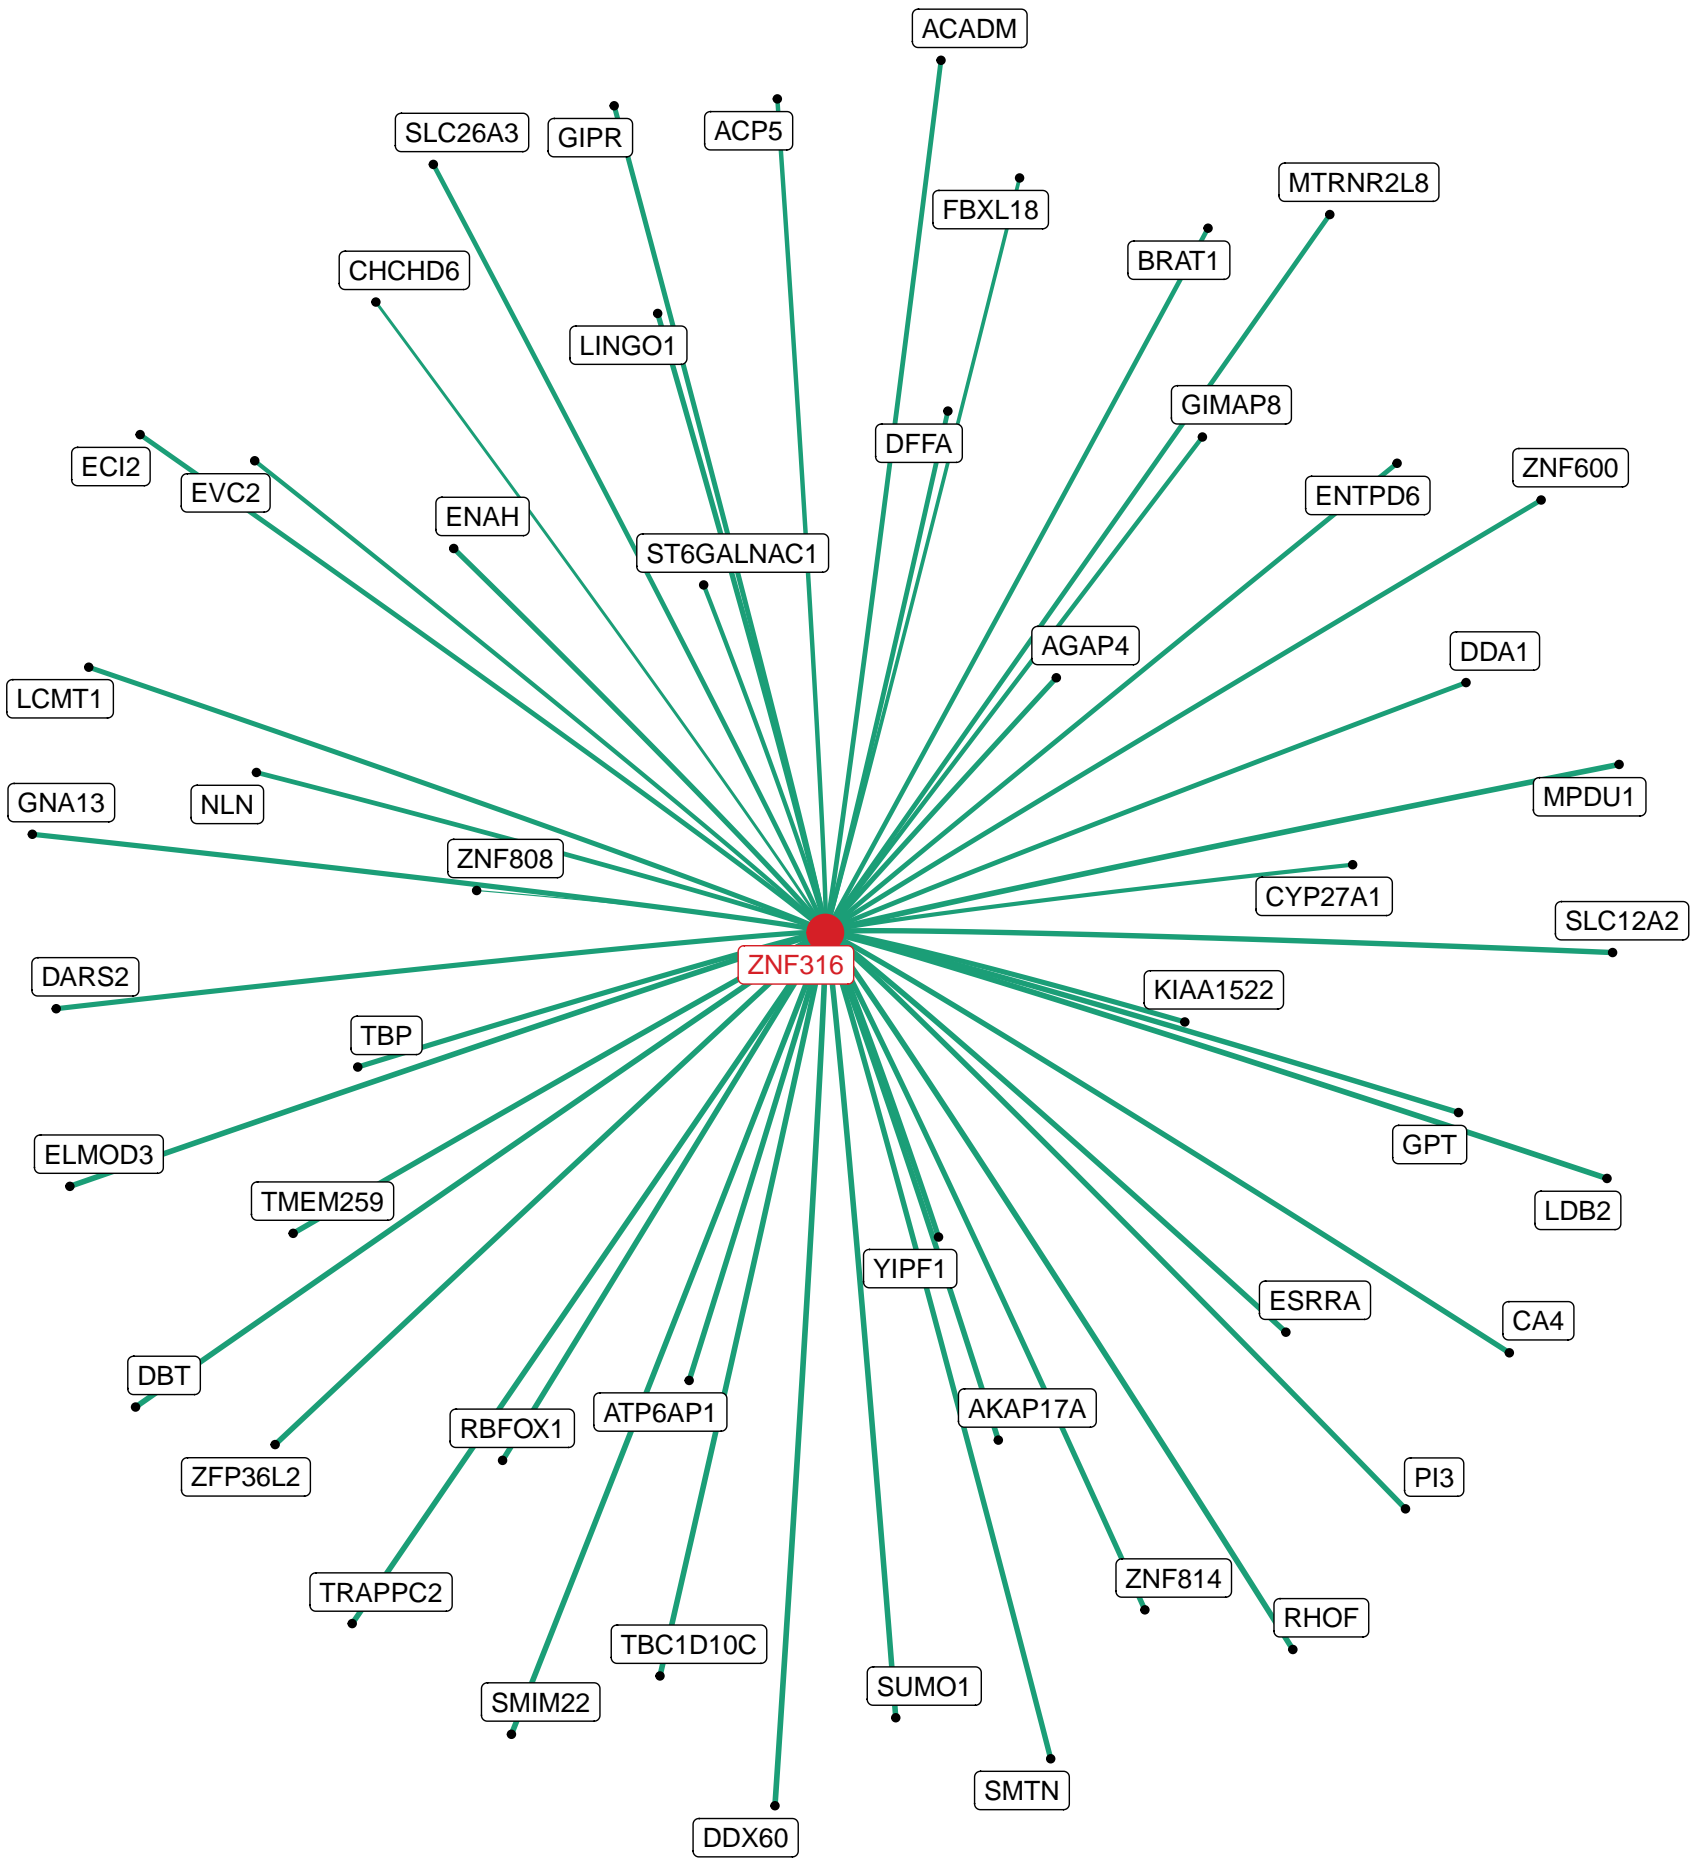 ACADM
SLC26A3
GIPR
ACP5
MTRNR2L8
FBXL18
BRAT1
CHCHD6
LINGO1
GIMAP8
DFFA
ECI2
ZNF600
EVC2
ENTPD6
ENAH
ST6GALNAC1
AGAP4
DDA1
LCMT1
MPDU1
GNA13
NLN
ZNF808
CYP27A1
SLC12A2
ZNF316
DARS2
KIAA1522
TBP
GPT
ELMOD3
TMEM259
LDB2
YIPF1
ESRRA
CA4
DBT
AKAP17A
ATP6AP1
RBFOX1
ZFP36L2
PI3
ZNF814
TRAPPC2
RHOF
TBC1D10C
SUMO1
SMIM22
SMTN
DDX60